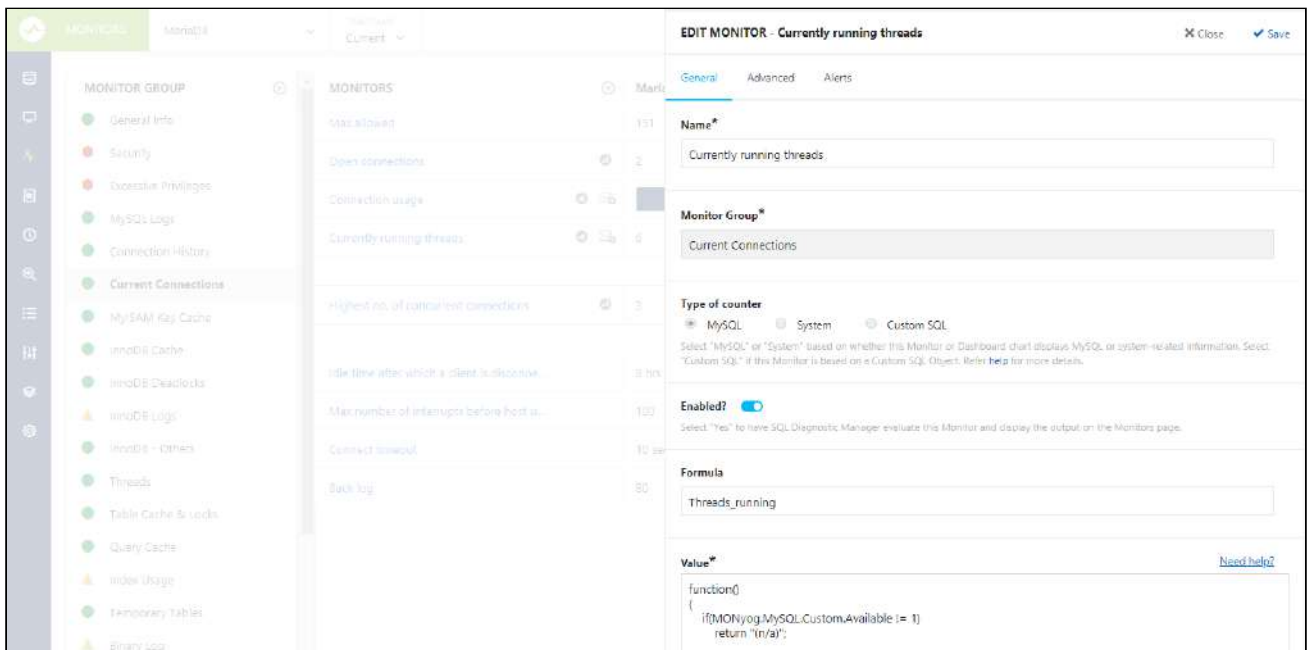 MONITORS
MariaDB
Current
MONITOR GROUP
General Info
Security
Excessive Privileges
MySQL Logs
Connection History
Current Connections
MyISAM Key Cache
InnoDB Cache
InnoDB Deadlocks
InnoDB Logs
InnoDB - Others
Threads
Table Cache & Locks
Query Cache
Index Usage
Temporary Tables
Binary Log
MONITORS
Max allowed 151
Open connections 2
Connection usage
Currently running threads 6
Highest no. of concurrent connections 3
Idle time after which a client is disconne... 8 hrs
Max number of interrupts before host is... 100
Connect timeout
Back log 80
EDIT MONITOR - Currently running threads
Close
Save
General
Advanced
Alerts
Name*
Currently running threads
Monitor Group*
Current Connections
Type of counter
MySQL
System
Custom SQL
Select "MySQL" or "System" based on whether this Monitor or Dashboard chart displays MySQL or system-related information. Select
"Custom SQL" if this Monitor is based on a Custom SQL Object. Refer help for more details.
Enabled?
Select "Yes" to have SQL Diagnostic Manager evaluate this Monitor and display the output on the Monitors page.
Formula
Threads_running
Value*
Need help?
function()
{
if(MONyog.MySQL.Custom.Available != 1)
return "(n/a)";